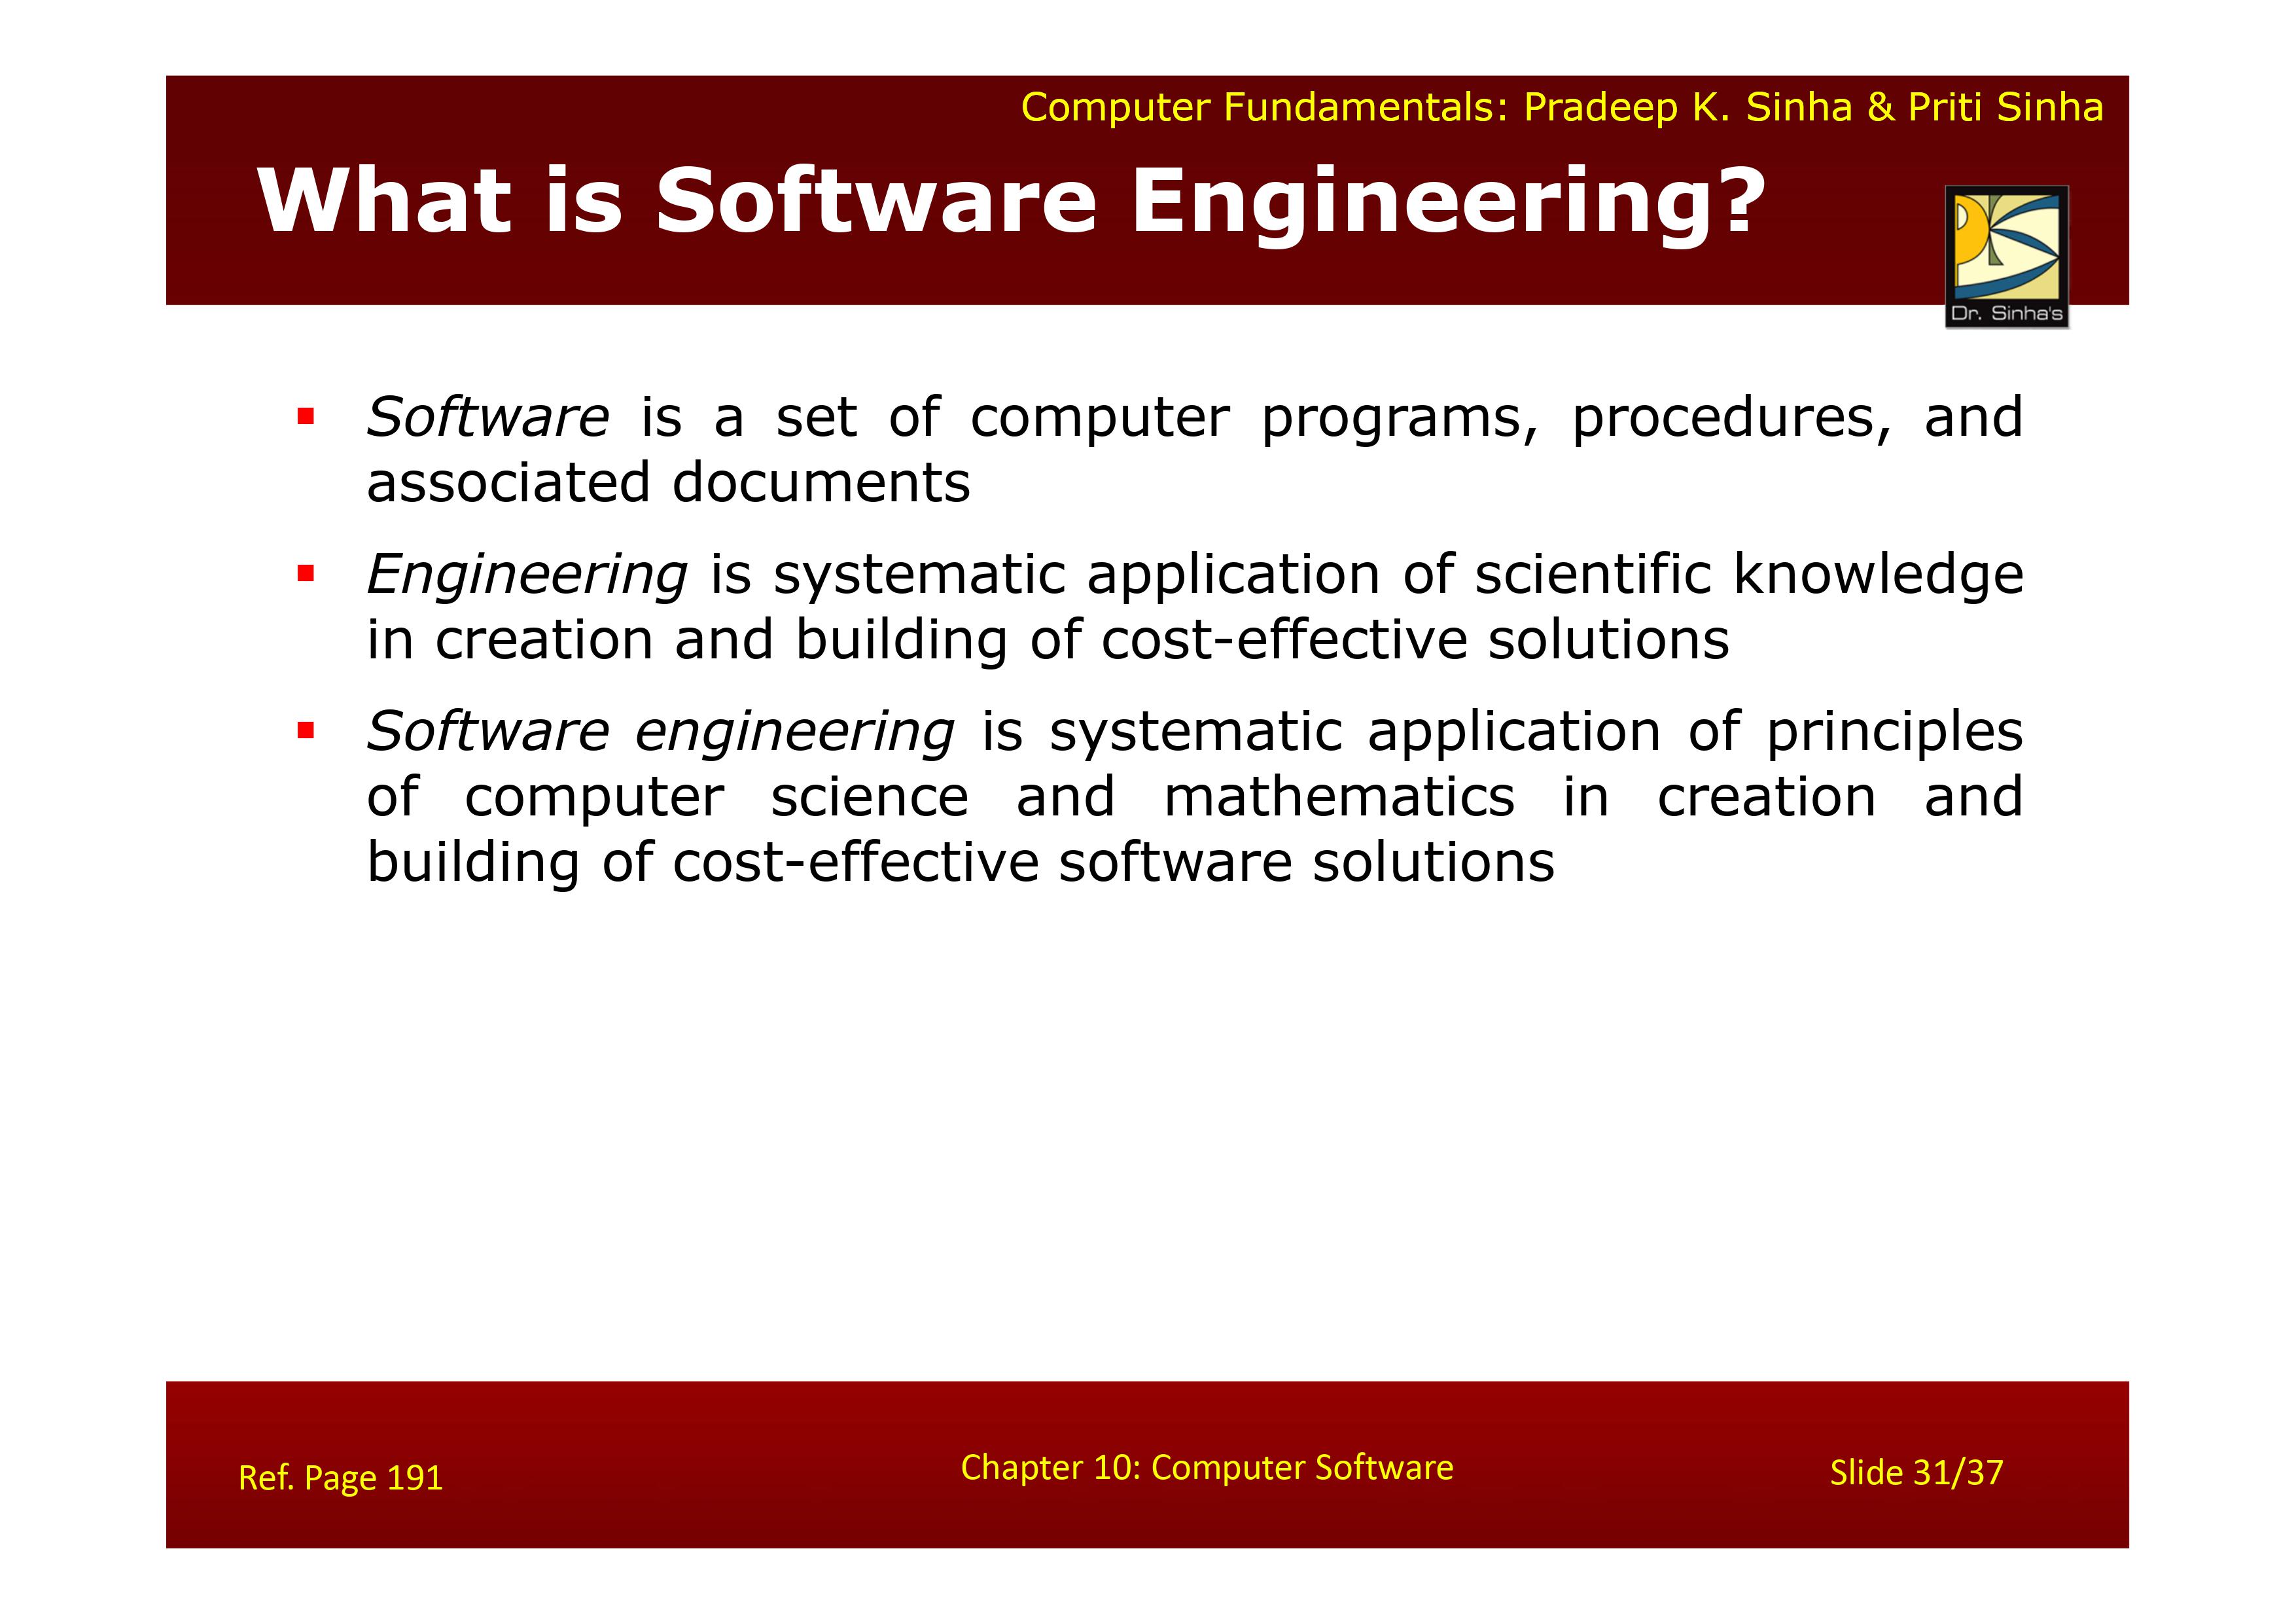 Computer Fundamentals: Pradeep K. Sinha & Priti Sinha
What is Software Engineering?
Dr. Sinha's
▪ Software is a set of computer programs, procedures, and
associated documents
▪ Engineering is systematic application of scientific knowledge
in creation and building of cost-effective solutions
▪ Software engineering is systematic application of principles
of computer science and mathematics in creation and
building of cost-effective software solutions
Ref. Page 191
Chapter 10: Computer Software
Slide 31/37